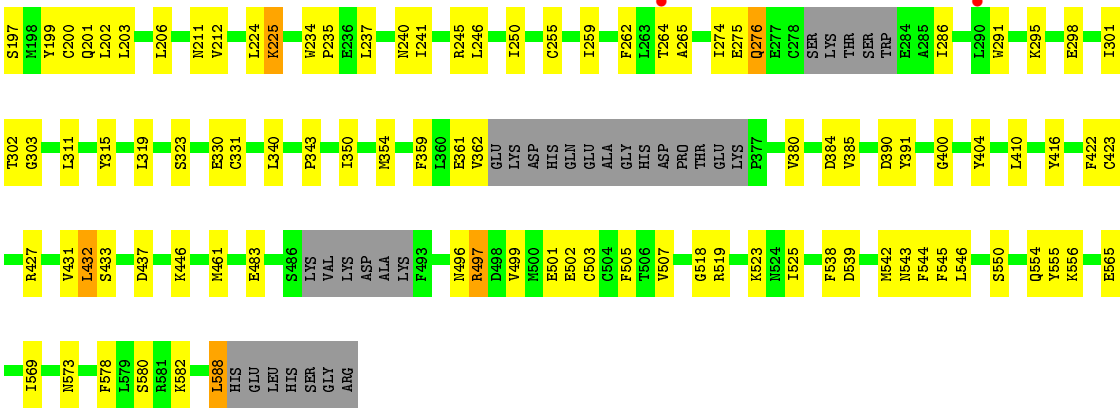 S197 M198 Y199 C200 Q201 L202 L203 L206 N211 V212 L224 K225 W234 P235 E236 L237 N240 I241 R245 L246 I250 C255 I259 F262 L263 T264 A265 I274 E275 Q276 E277 C278 SER LYS THR SER TRP E284 A285 I286 L290 W291 K295 E298 I301
T302 G303 L311 Y315 L319 S323 E330 C331 L340 P343 I350 M354 F359 L360 E361 V362 GLU LYS ASP HIS GLN GLU ALA GLY HIS ASP PRO THR GLU LYS P377 V380 D384 V385 D390 Y391 G400 Y404 L410 Y416 F422 C423
R427 V431 L432 S433 D437 K446 M461 E483 S486 LYS VAL LYS ASP ALA LYS F493 N496 R497 D498 V499 M500 E501 E502 C503 C504 F505 T506 V507 G518 R519 K523 N524 I525 F538 D539 M542 N543 F544 F545 L546 S550 Q554 Y555 K556 E565
I569 N573 F578 L579 S580 R581 K582 L588 HIS GLU LEU HIS SER GLY ARG